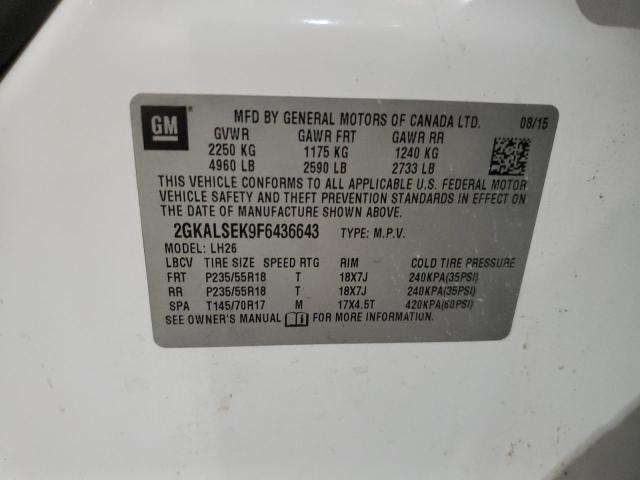 GM
MFD BY GENERAL MOTORS OF CANADA LTD. 08/15
GVWR GAWR FRT GAWR RR
2250 KG 1175 KG 1240 KG
4960 LB 2590 LB 2733 LB
THIS VEHICLE CONFORMS TO ALL APPLICABLE U.S. FEDERAL MOTOR
VEHICLE SAFETY AND THEFT PREVENTION STANDARDS IN EFFECT ON THE
DATE OF MANUFACTURE SHOWN ABOVE.
2GKALSEK9F6436643 TYPE: M.P.V.
MODEL: LH26
LBCV TIRE SIZE SPEED RTG RIM COLD TIRE PRESSURE
FRT P235/55R18 T 18X7J 240KPA(35PSI)
RR P235/55R18 T 18X7J 240KPA(35PSI)
SPA T145/70R17 M 17X4.5T 420KPA(60PSI)
SEE OWNER'S MANUAL FOR MORE INFORMATION.